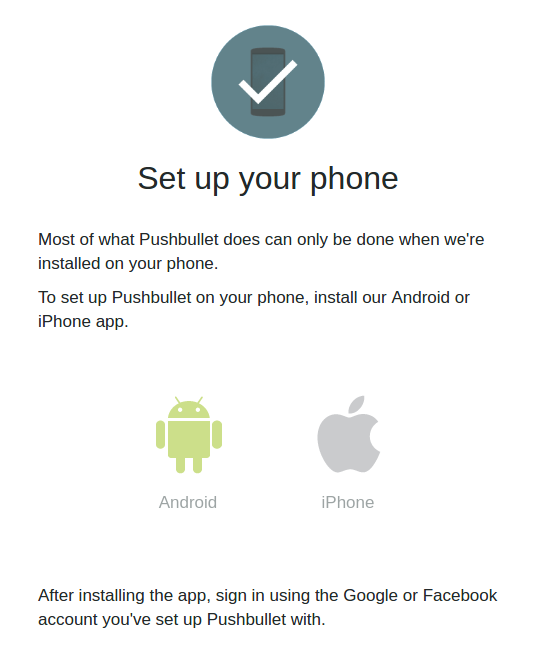 Set up your phone
Most of what Pushbullet does can only be done when we're
installed on your phone.
To set up Pushbullet on your phone, install our Android or
iPhone app.
Android
iPhone
After installing the app, sign in using the Google or Facebook
account you've set up Pushbullet with.